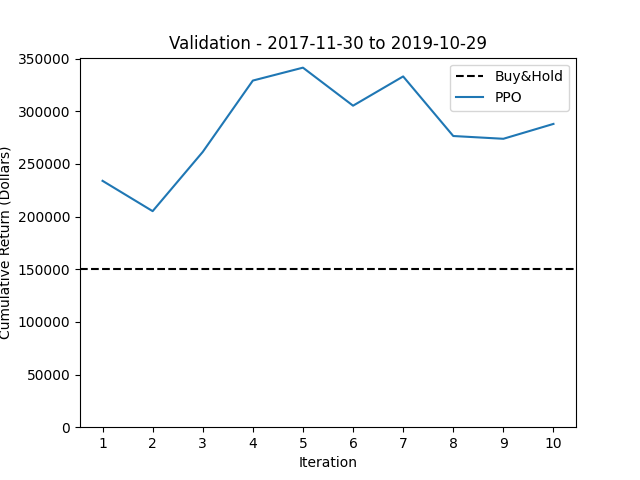 Validation - 2017-11-30 to 2019-10-29
Cumulative Return (Dollars)
350000
300000
250000
200000
150000
100000
50000
0
Buy&Hold
PPO
1 2 3 4 5 6 7 8 9 10
Iteration